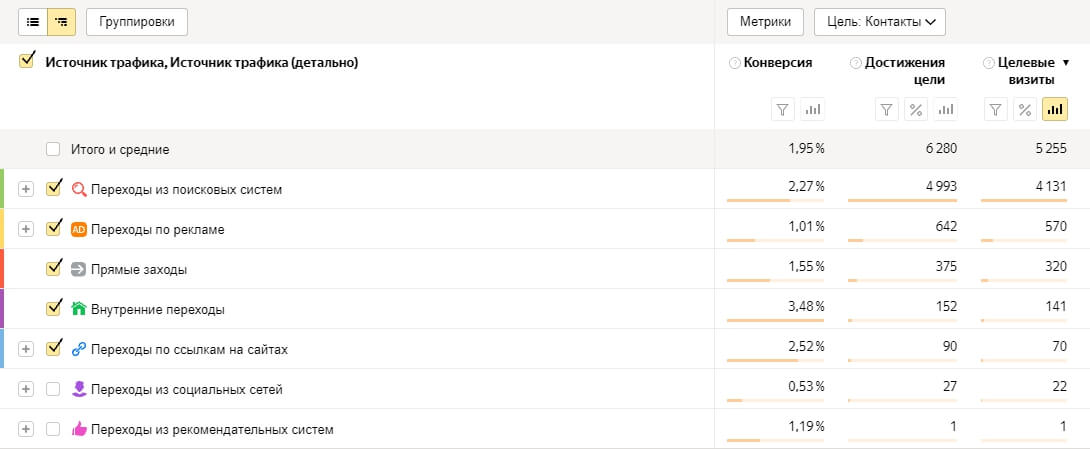 Группировки
Метрики
Цель: Контакты
Источник трафика, Источник трафика (детально)
Конверсия
Достижения цели
Целевые визиты
%
%
Итого и средние 1,95 % 6 280 5 255
Переходы из поисковых систем 2,27 % 4 993 4 131
AD Переходы по рекламе 1,01 % 642 570
Прямые заходы 1,55 % 375 320
Внутренние переходы 3,48 % 152 141
Переходы по ссылкам на сайтах 2,52 % 90 70
Переходы из социальных сетей 0,53 % 27 22
Переходы из рекомендательных систем 1,19 % 1 1